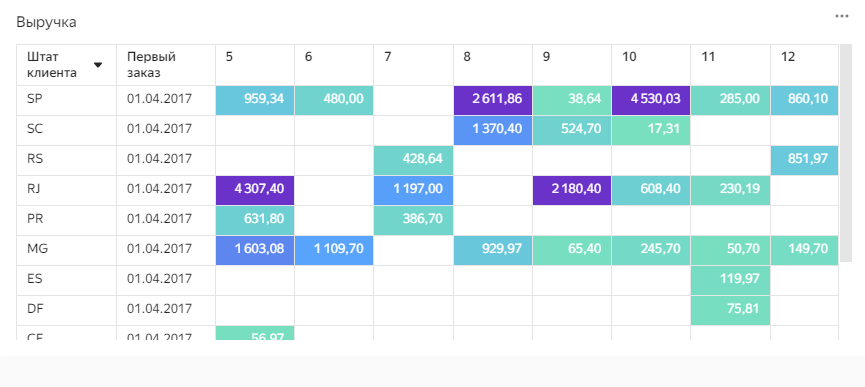 Выручка
Штат клиента Первый заказ 5 6 7 8 9 10 11 12
SP 01.04.2017 959,34 480,00 2 611,86 38,64 4 530,03 285,00 860,10
SC 01.04.2017 1 370,40 524,70 17,31
RS 01.04.2017 428,64 851,97
RJ 01.04.2017 4 307,40 1 197,00 2 180,40 608,40 230,19
PR 01.04.2017 631,80 386,70
MG 01.04.2017 1 603,08 1 109,70 929,97 65,40 245,70 50,70 149,70
ES 01.04.2017 119,97
DF 01.04.2017 75,81
CE 01.04.2017 56,97